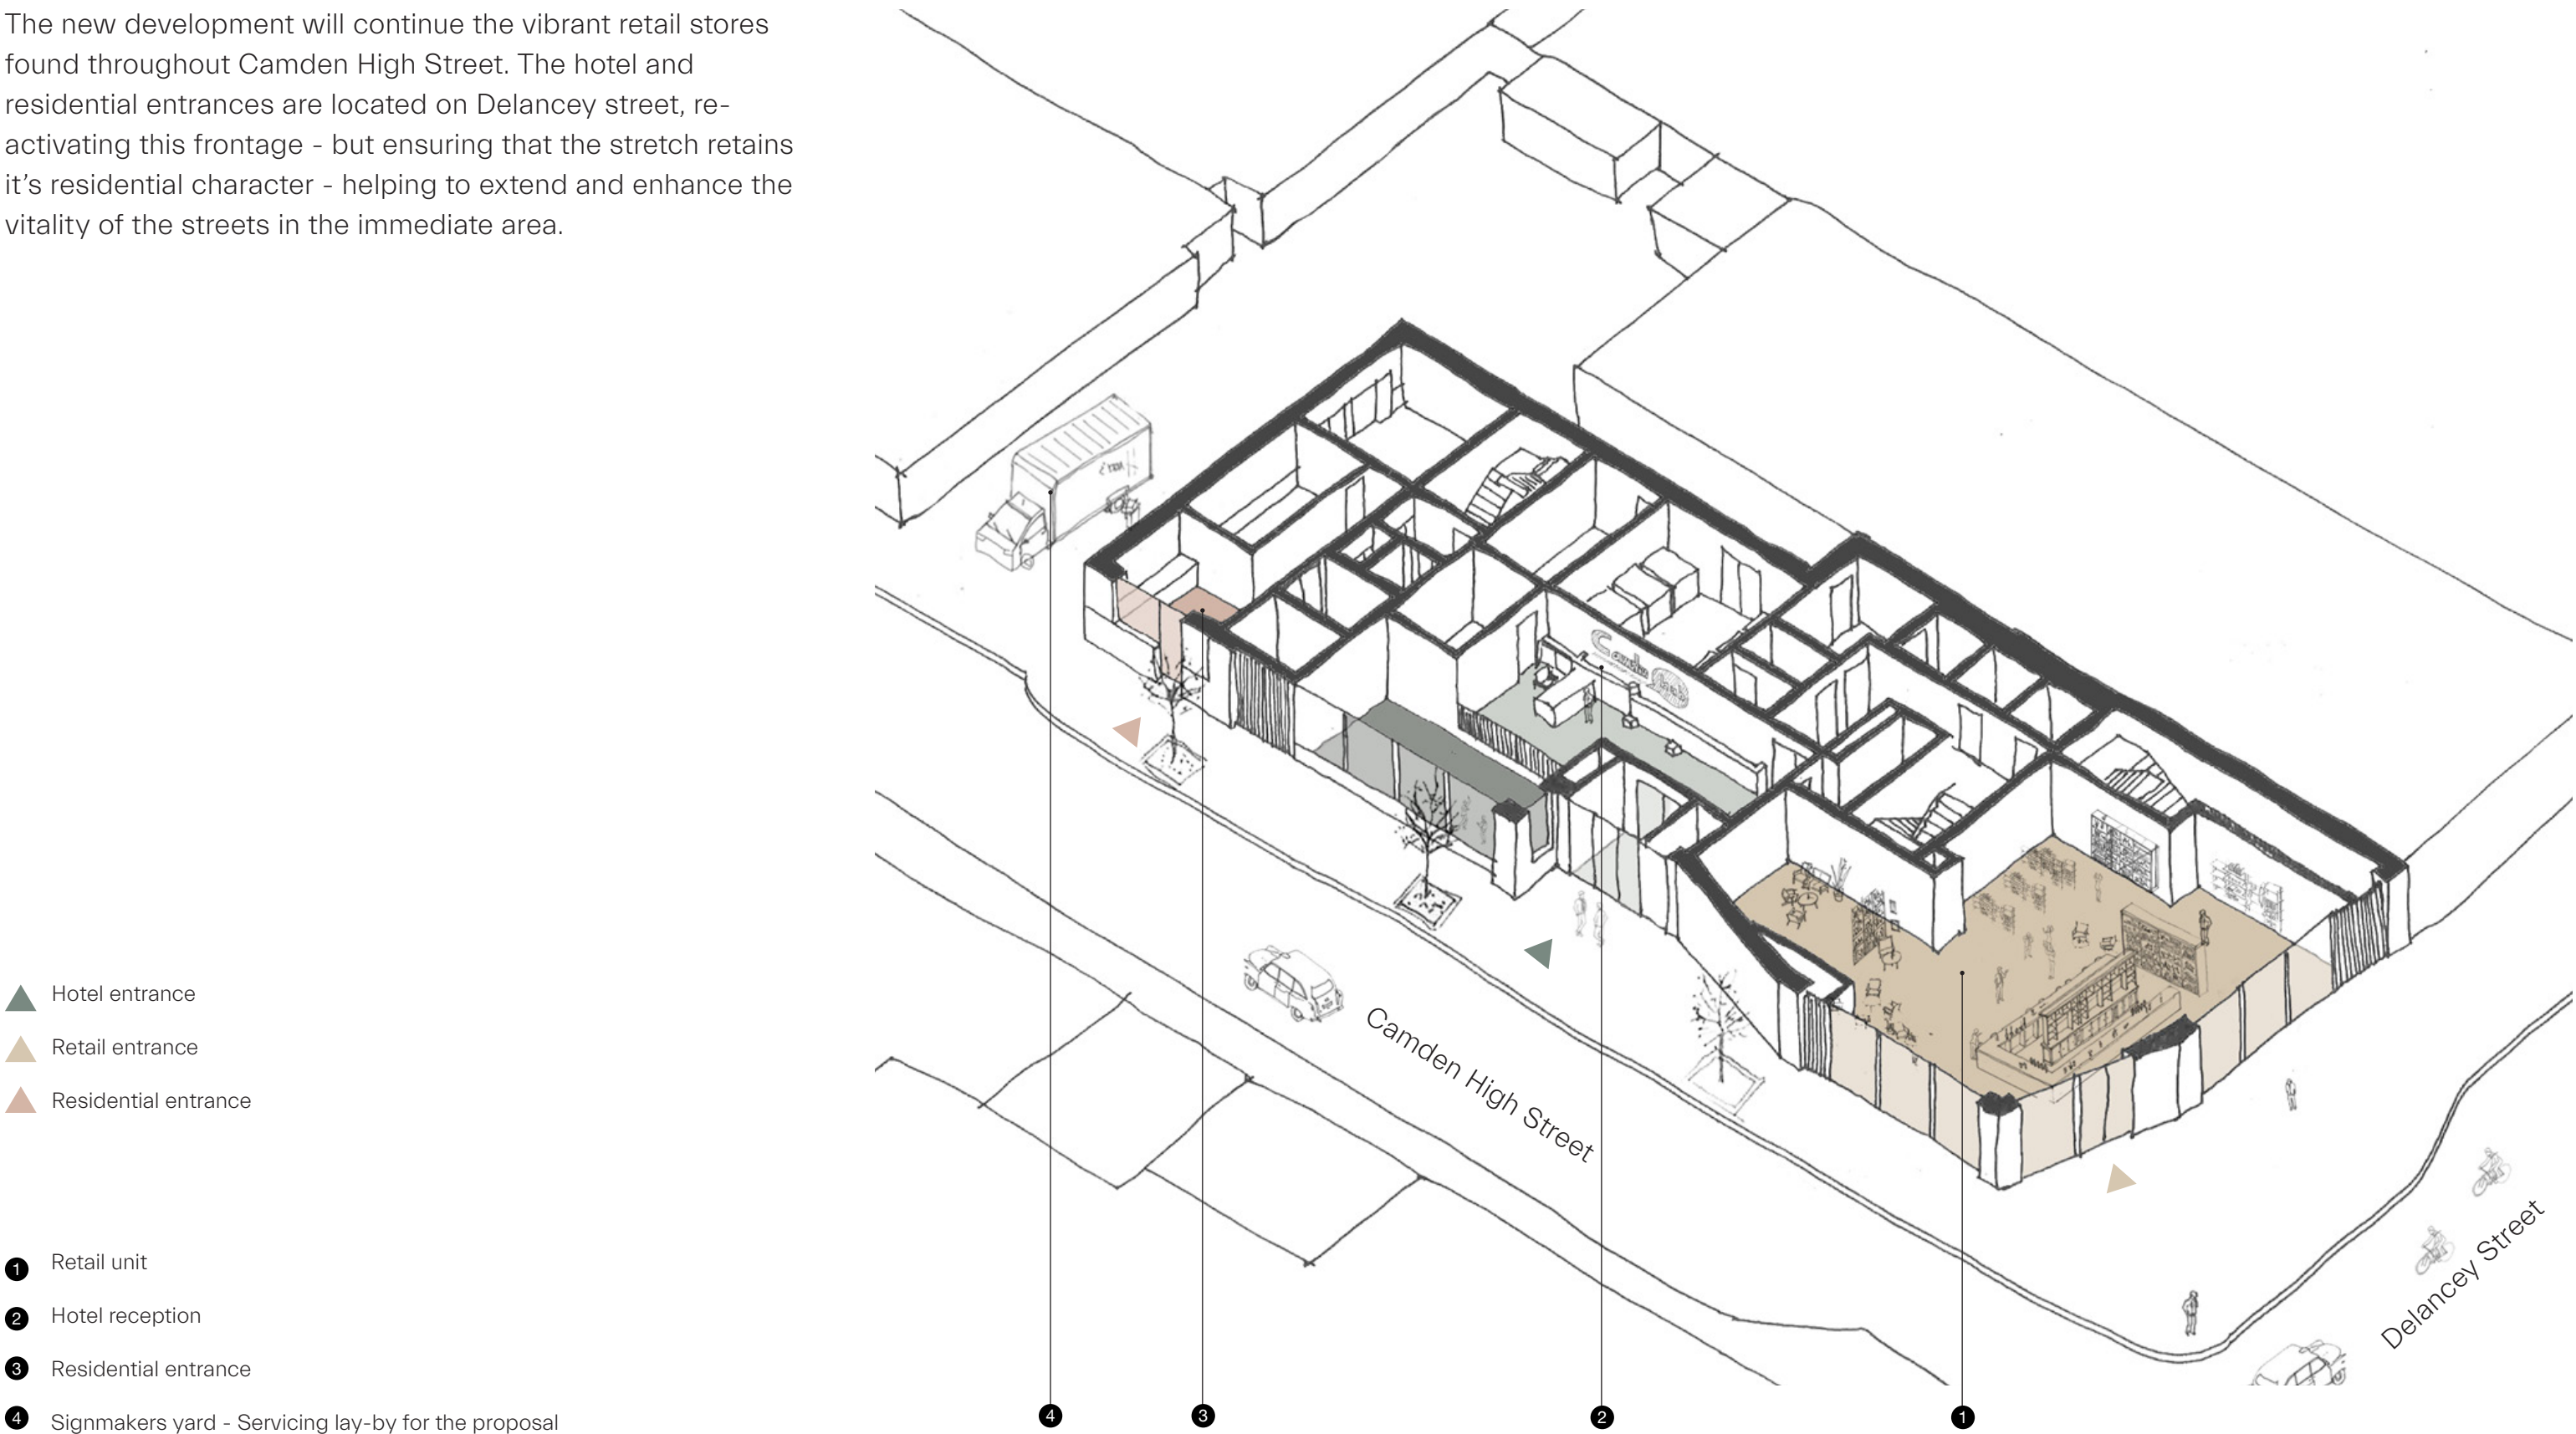 The new development will continue the vibrant retail stores
found throughout Camden High Street. The hotel and
residential entrances are located on Delancey street, re-
activating this frontage - but ensuring that the stretch retains
it's residential character - helping to extend and enhance the
vitality of the streets in the immediate area.
Hotel entrance
Retail entrance
Residential entrance
1 Retail unit
2 Hotel reception
3 Residential entrance
4 Signmakers yard - Servicing lay-by for the proposal
Camden High Street
Delancey Street
4
3
2
1